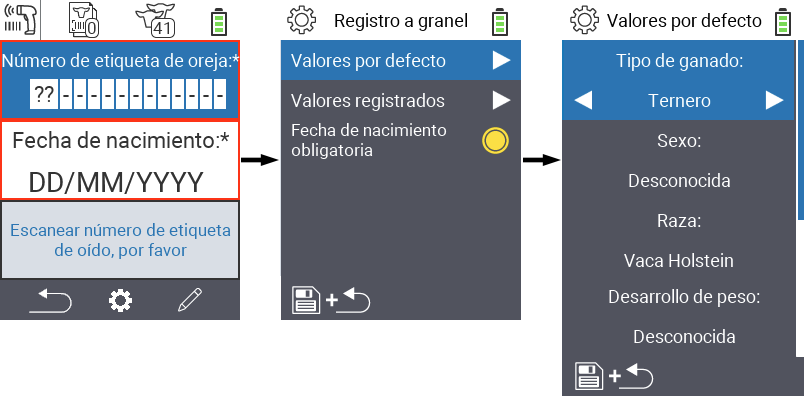 0
41
Número de etiqueta de oreja:*
??-----------
Fecha de nacimiento:*
DD/MM/YYYY
Escanear número de etiqueta
de oído, por favor
Registro a granel
Valores por defecto
Valores registrados
Fecha de nacimiento
obligatoria
+
Valores por defecto
Tipo de ganado:
Ternero
Sexo:
Desconocida
Raza:
Vaca Holstein
Desarrollo de peso:
Desconocida
+